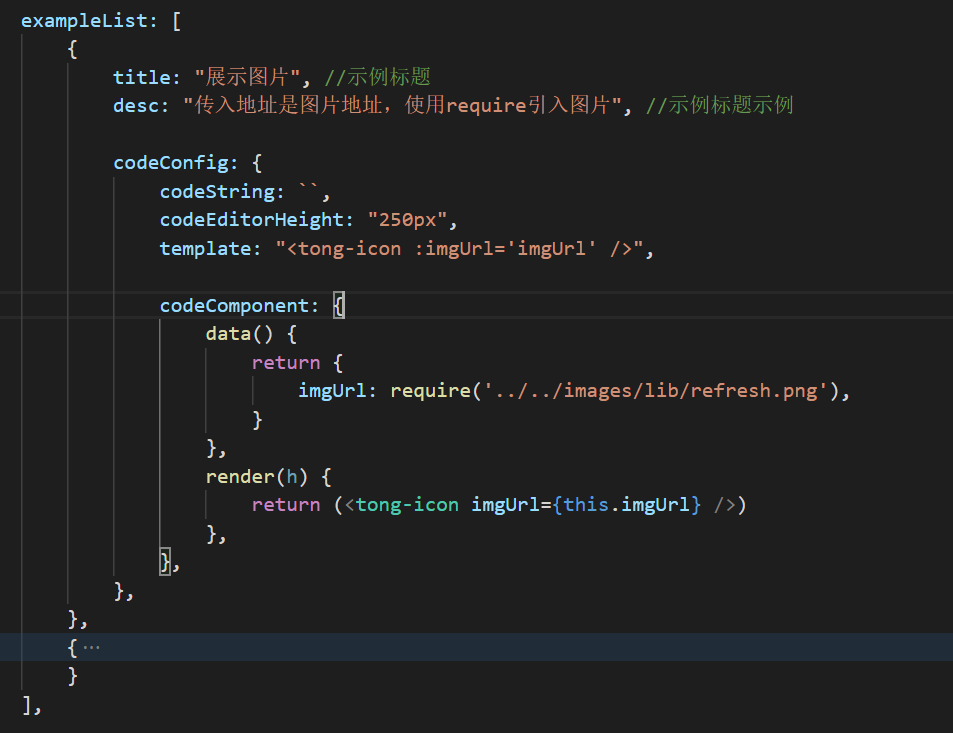 exampleList: [
{
title: "展示图片", //示例标题
desc: "传入地址是图片地址，使用require引入图片", //示例标题示例
codeConfig: {
codeString: ``,
codeEditorHeight: "250px",
template: "<tong-icon :imgUrl='imgUrl' />",
codeComponent: {
data() {
return {
imgUrl: require('../../images/lib/refresh.png'),
}
},
render(h) {
return (<tong-icon imgUrl={this.imgUrl} />)
},
},
},
},
{···
}
],